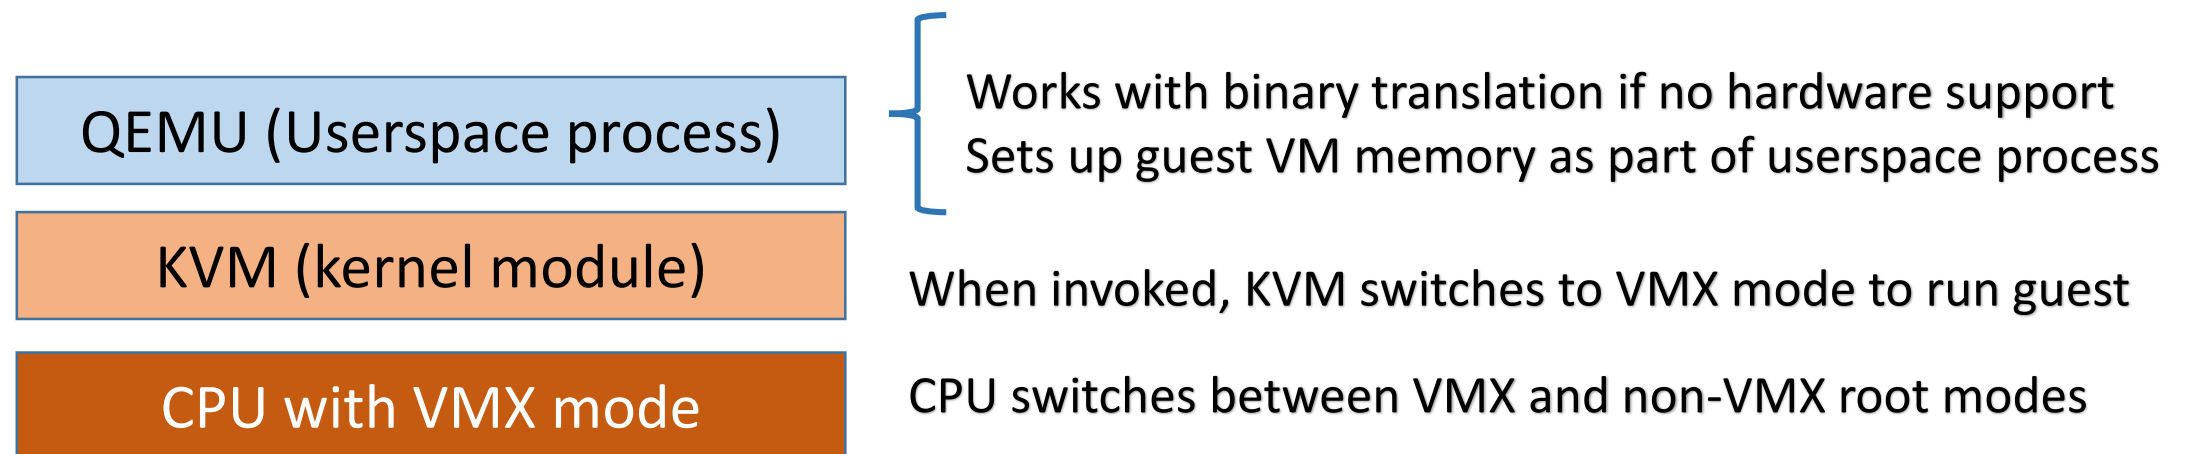 QEMU (Userspace process)
Works with binary translation if no hardware support
Sets up guest VM memory as part of userspace process
KVM (kernel module)
When invoked, KVM switches to VMX mode to run guest
CPU with VMX mode
CPU switches between VMX and non-VMX root modes